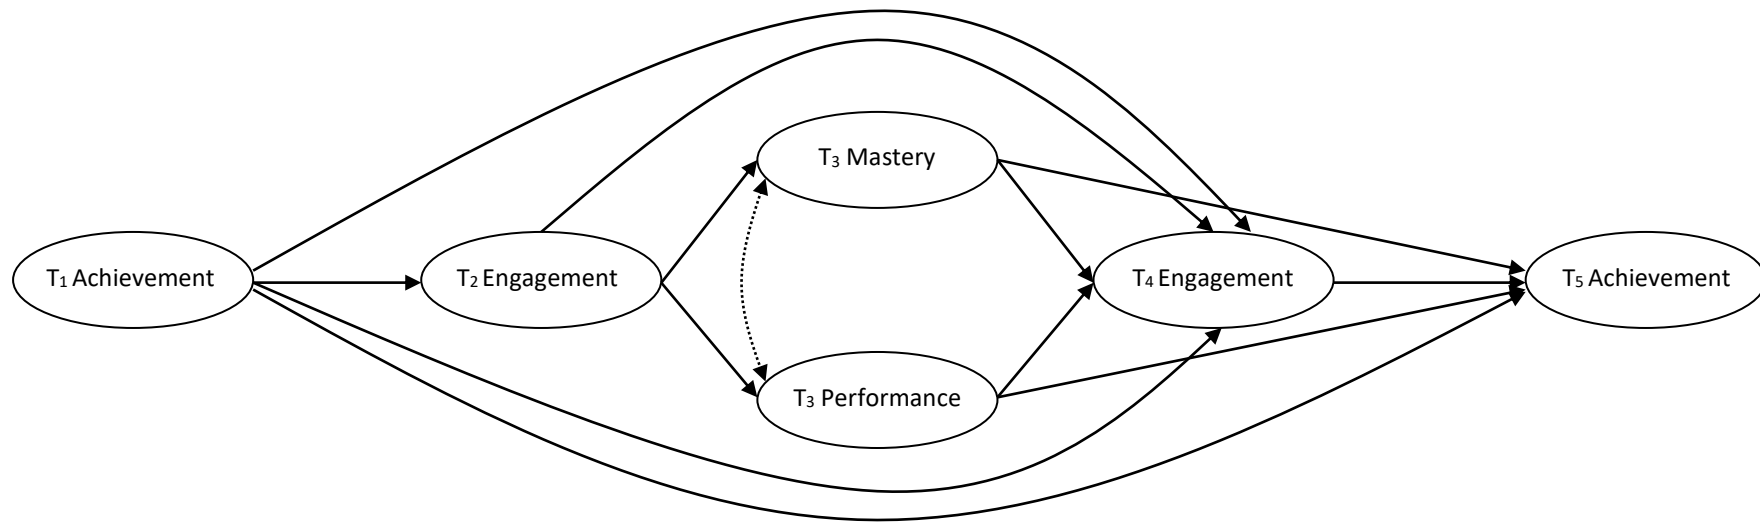 T₃ Mastery
T₁ Achievement
T₂ Engagement
T₄ Engagement
T₅ Achievement
T₃ Performance